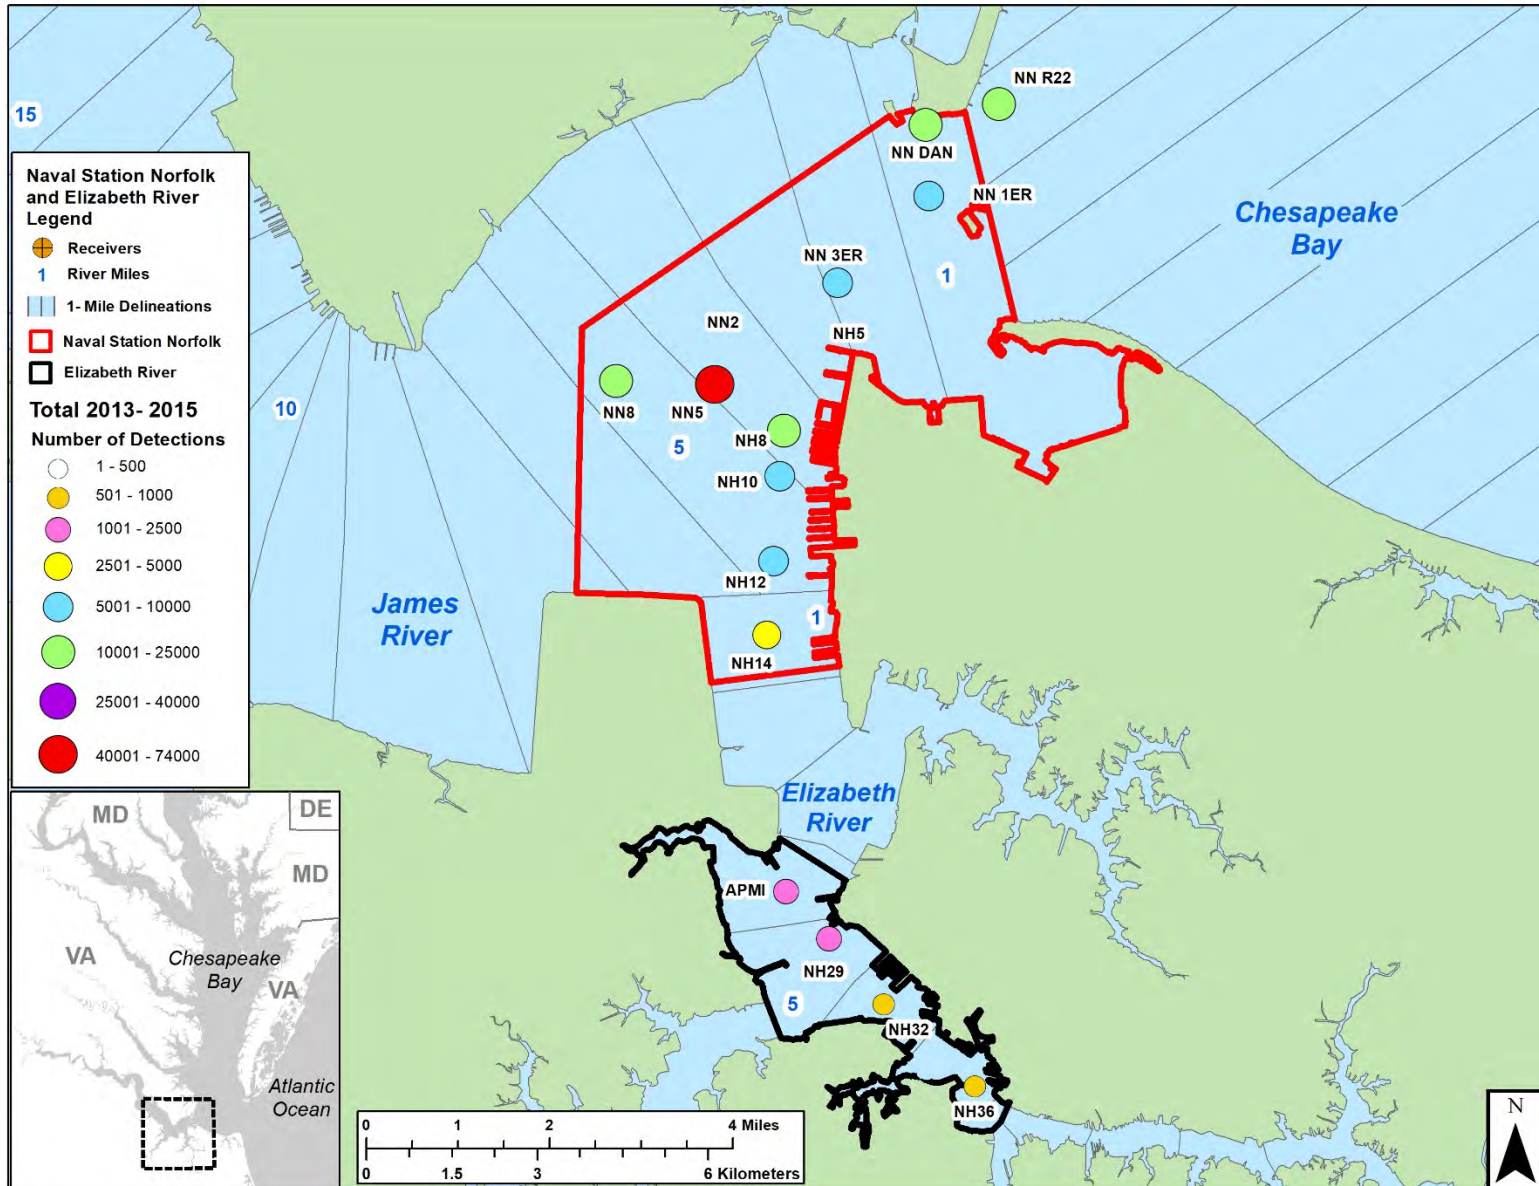 NN R22
15
NN DAN
Naval Station Norfolk
and Elizabeth River
Legend
Receivers
1 River Miles
1- Mile Delineations
Naval Station Norfolk
Elizabeth River
Total 2013- 2015
Number of Detections
1 - 500
501 - 1000
1001 - 2500
2501 - 5000
5001 - 10000
10001 - 25000
25001 - 40000
40001 - 74000
NN 1ER
Chesapeake
Bay
NN 3ER
1
NN2
NH5
NN8
NN5
10
5
NH8
NH10
NH12
James
River
1
NH14
Elizabeth
River
APMI
NH29
5
NH32
NH36
MD
DE
MD
VA
Chesapeake
Bay
VA
Atlantic
Ocean
0 1 2 4 Miles
0 1.5 3 6 Kilometers
N